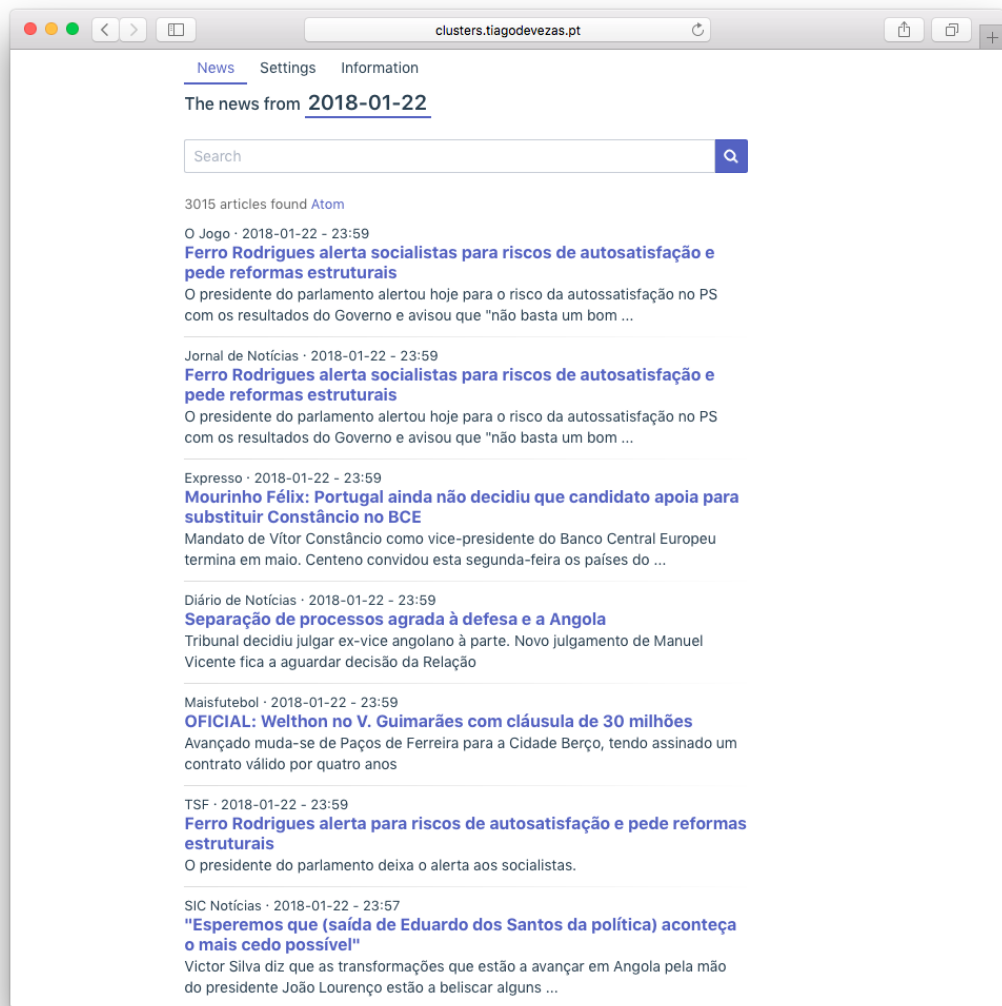 clusters.tiagodevezas.pt
News Settings Information
The news from 2018-01-22
Search
3015 articles found Atom
O Jogo · 2018-01-22 - 23:59
Ferro Rodrigues alerta socialistas para riscos de autosatisfação e
pede reformas estruturais
O presidente do parlamento alertou hoje para o risco da autossatisfação no PS
com os resultados do Governo e avisou que "não basta um bom ...
Jornal de Notícias · 2018-01-22 - 23:59
Ferro Rodrigues alerta socialistas para riscos de autosatisfação e
pede reformas estruturais
O presidente do parlamento alertou hoje para o risco da autossatisfação no PS
com os resultados do Governo e avisou que "não basta um bom ...
Expresso · 2018-01-22 - 23:59
Mourinho Félix: Portugal ainda não decidiu que candidato apoia para
substituir Constâncio no BCE
Mandato de Vítor Constâncio como vice-presidente do Banco Central Europeu
termina em maio. Centeno convidou esta segunda-feira os países do ...
Diário de Notícias · 2018-01-22 - 23:59
Separação de processos agrada à defesa e a Angola
Tribunal decidiu julgar ex-vice angolano à parte. Novo julgamento de Manuel
Vicente fica a aguardar decisão da Relação
Maisfutebol · 2018-01-22 - 23:59
OFICIAL: Welthon no V. Guimarães com cláusula de 30 milhões
Avançado muda-se de Paços de Ferreira para a Cidade Berço, tendo assinado um
contrato válido por quatro anos
TSF · 2018-01-22 - 23:59
Ferro Rodrigues alerta para riscos de autosatisfação e pede reformas
estruturais
O presidente do parlamento deixa o alerta aos socialistas.
SIC Notícias · 2018-01-22 - 23:57
"Esperemos que (saída de Eduardo dos Santos da política) aconteça
o mais cedo possível"
Victor Silva diz que as transformações que estão a avançar em Angola pela mão
do presidente João Lourenço estão a beliscar alguns ...